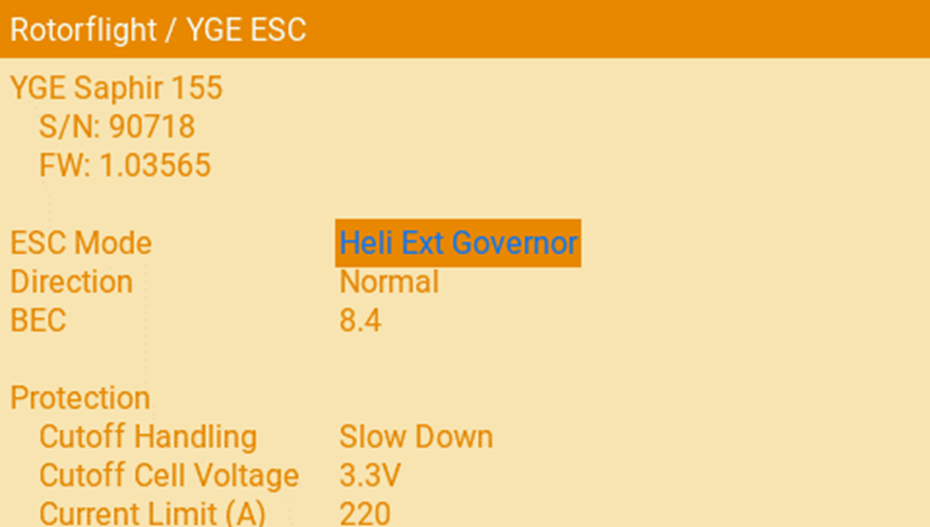 Rotorflight / YGE ESC
YGE Saphir 155
S/N: 90718
FW: 1.03565
ESC Mode Heli Ext Governor
Direction Normal
BEC 8.4
Protection
Cutoff Handling Slow Down
Cutoff Cell Voltage 3.3V
Current Limit (A) 220